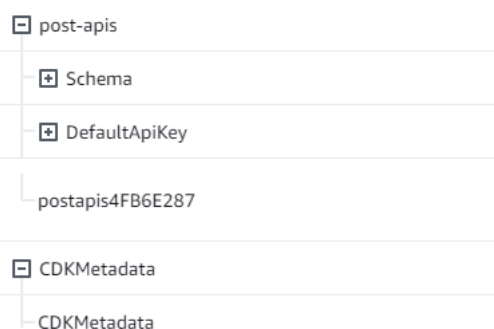 post-apis
Schema
DefaultApiKey
postapis4FB6E287
CDKMetadata
CDKMetadata